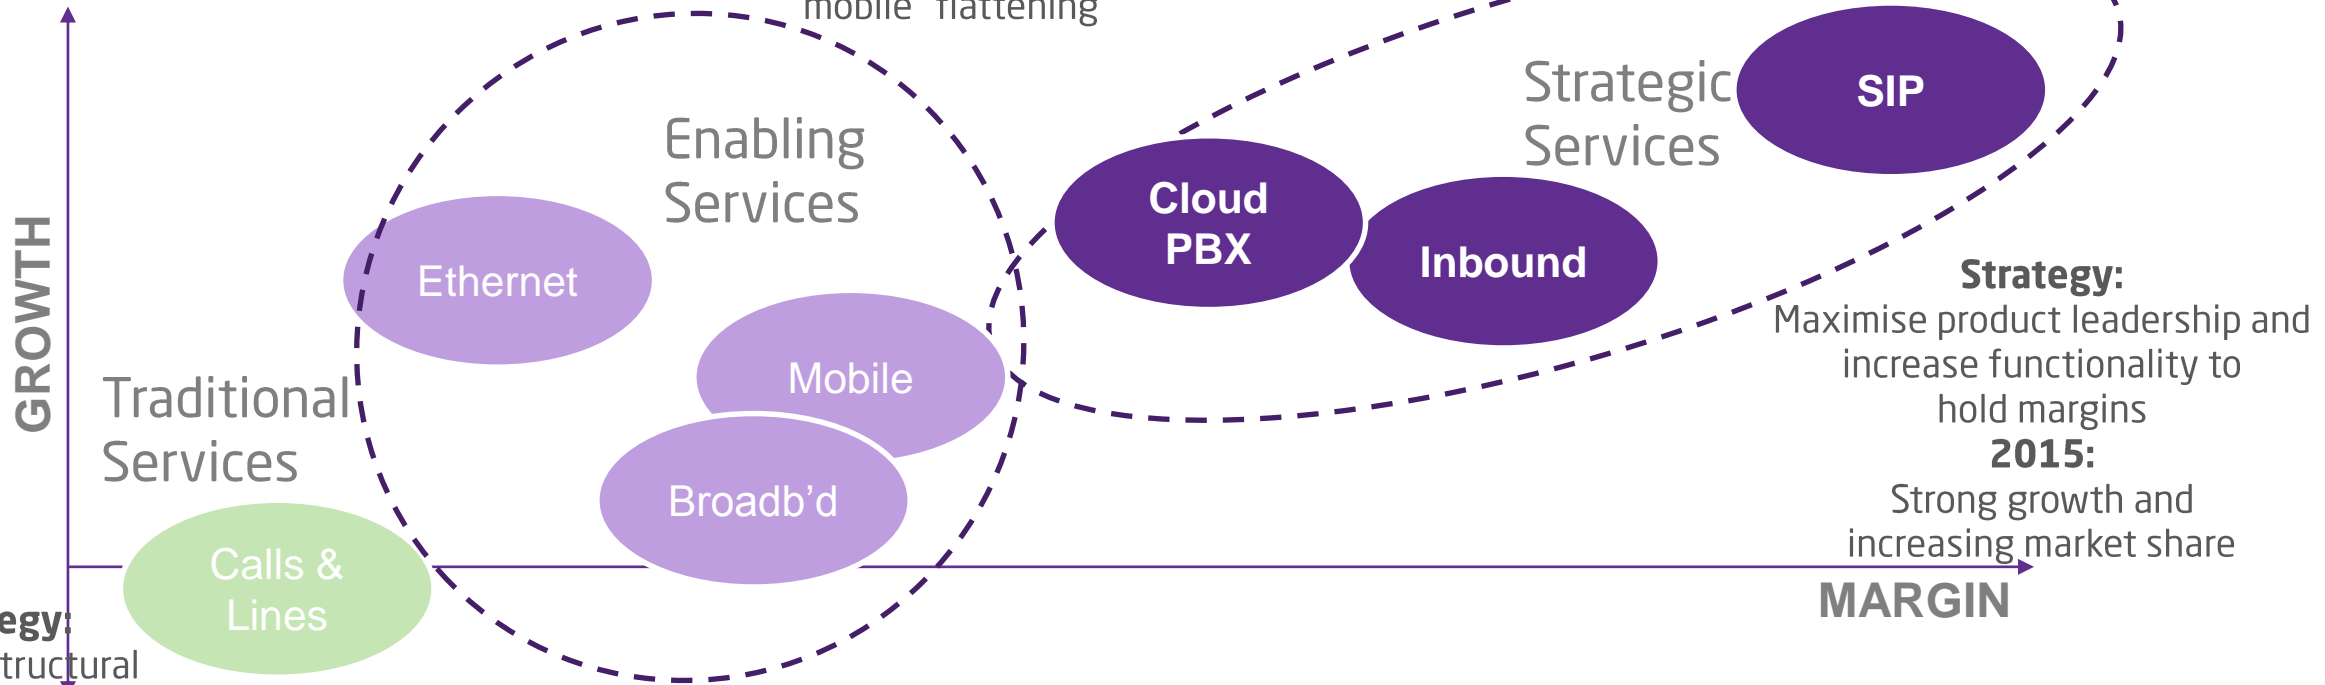 mobile flattening
Strategic
Services
SIP
Enabling
Services
Cloud
PBX
Inbound
Ethernet
GROWTH
Mobile
Traditional
Services
Broadb'd
Calls &
Lines
Strategy:
Maximise product leadership and
increase functionality to
hold margins
2015:
Strong growth and
increasing market share
MARGIN
egy:
tructural